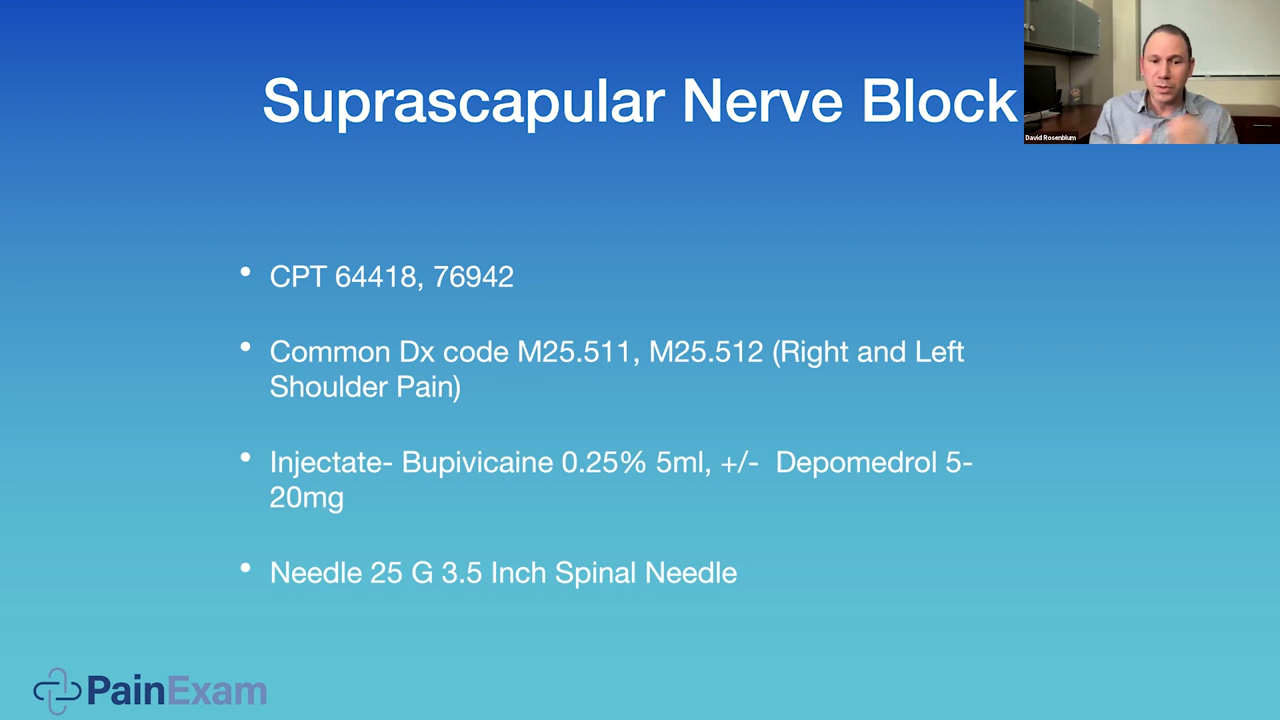 Suprascapular Nerve Block
David Rosenblum
• CPT 64418, 76942
• Common Dx code M25.511, M25.512 (Right and Left
Shoulder Pain)
• Injectate- Bupivicaine 0.25% 5ml, +/- Depomedrol 5-
20mg
• Needle 25 G 3.5 Inch Spinal Needle
PainExam